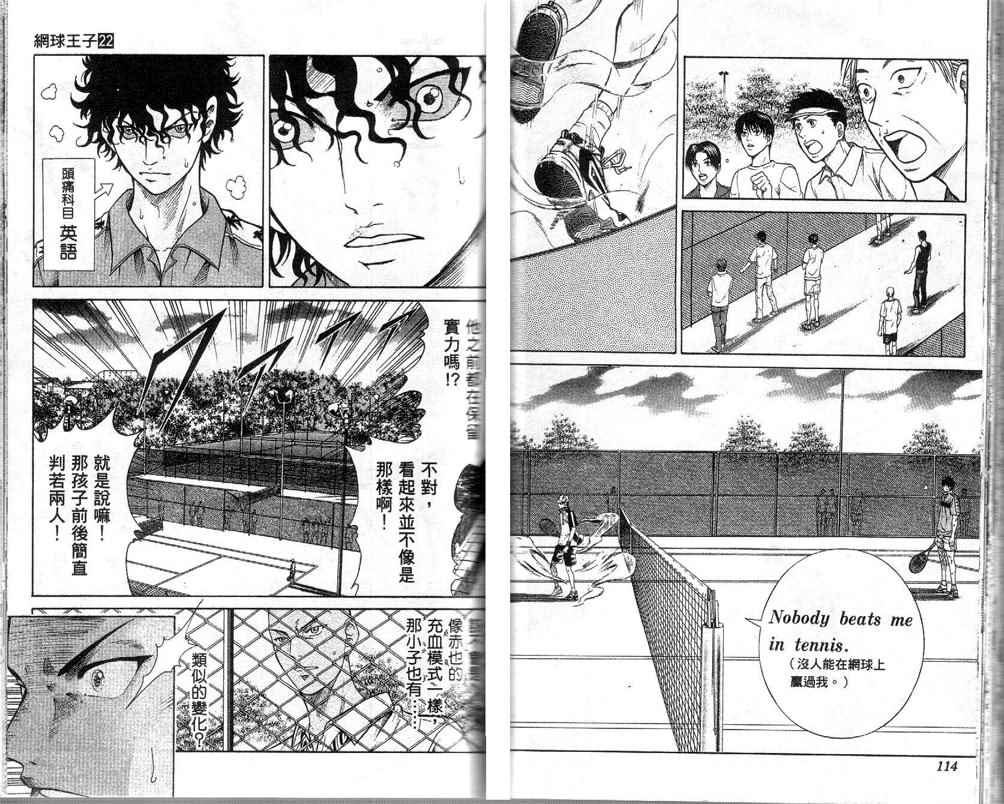 Nobody beats me
in tennis.
（沒人能在網球上
贏過我。）
114
網球王子22
頭痛科目
英語
他之前都在保留
實力嗎!?
不對，
看起來並不像是
那樣啊！
就是說嘛！
那孩子前後簡直
判若兩人！
像赤也的
充血模式一樣，
那小子也有……
類似的變化？